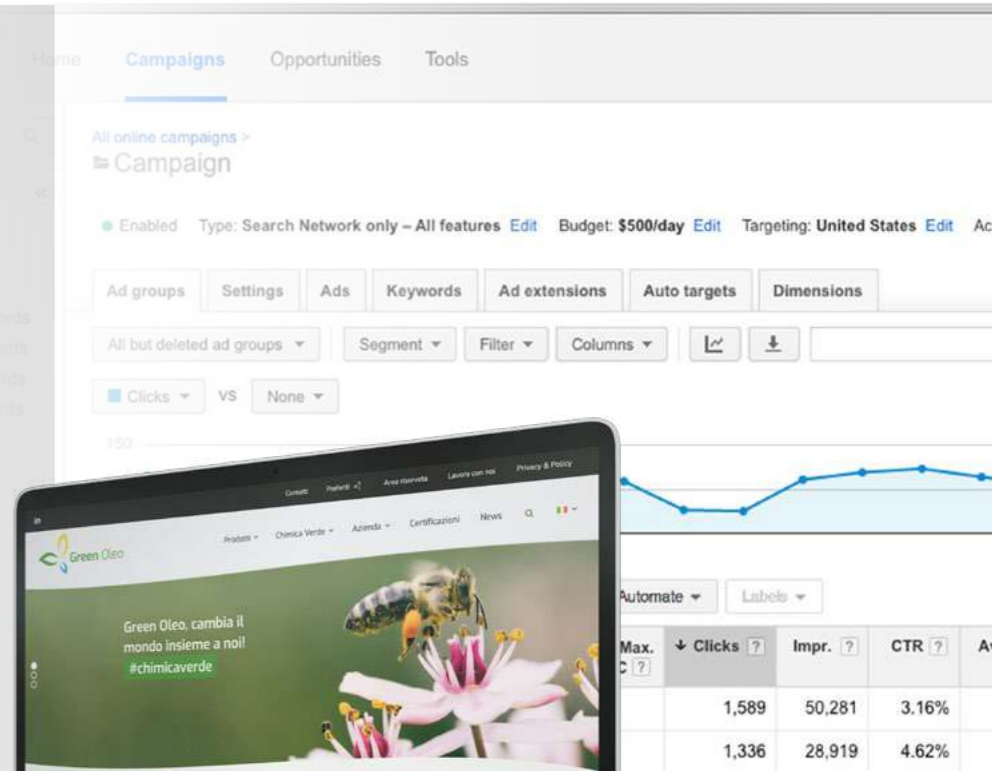 Home Campaigns Opportunities Tools
All online campaigns >
Campaign
Enabled Type: Search Network only – All features Edit Budget: $500/day Edit Targeting: United States Edit
Ad groups Settings Ads Keywords Ad extensions Auto targets Dimensions
All but deleted ad groups Segment Filter Columns
Clicks VS None
150
in Contatti Preferiti Area riservata Lavora con noi Privacy & Policy
Green Oleo Prodotti Chimica Verde Azienda Certificazioni News
Green Oleo, cambia il
mondo insieme a noi!
#chimicaverde
Automate Labels
Max. Clicks ? Impr. ? CTR ?
?
1,589 50,281 3.16%
1,336 28,919 4.62%